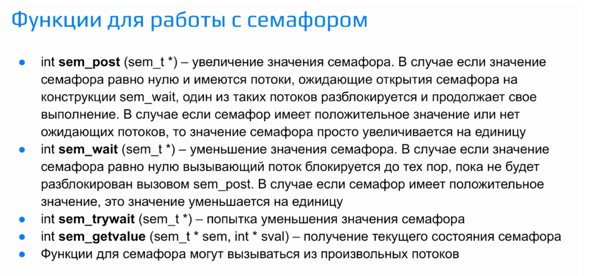 Функции для работы с семафором
● int sem_post (sem_t *) – увеличение значения семафора. В случае если значение
семафора равно нулю и имеются потоки, ожидающие открытия семафора на
конструкции sem_wait, один из таких потоков разблокируется и продолжает свое
выполнение. В случае если семафор имеет положительное значение или нет
ожидающих потоков, то значение семафора просто увеличивается на единицу
● int sem_wait (sem_t *) – уменьшение значения семафора. В случае если значение
семафора равно нулю вызывающий поток блокируется до тех пор, пока не будет
разблокирован вызовом sem_post. В случае если семафор имеет положительное
значение, это значение уменьшается на единицу
● int sem_trywait (sem_t *) – попытка уменьшения значения семафора
● int sem_getvalue (sem_t * sem, int * sval) – получение текущего состояния семафора
● Функции для семафора могут вызываться из произвольных потоков